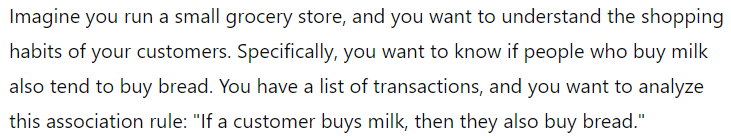 Imagine you run a small grocery store, and you want to understand the shopping
habits of your customers. Specifically, you want to know if people who buy milk
also tend to buy bread. You have a list of transactions, and you want to analyze
this association rule: "If a customer buys milk, then they also buy bread."